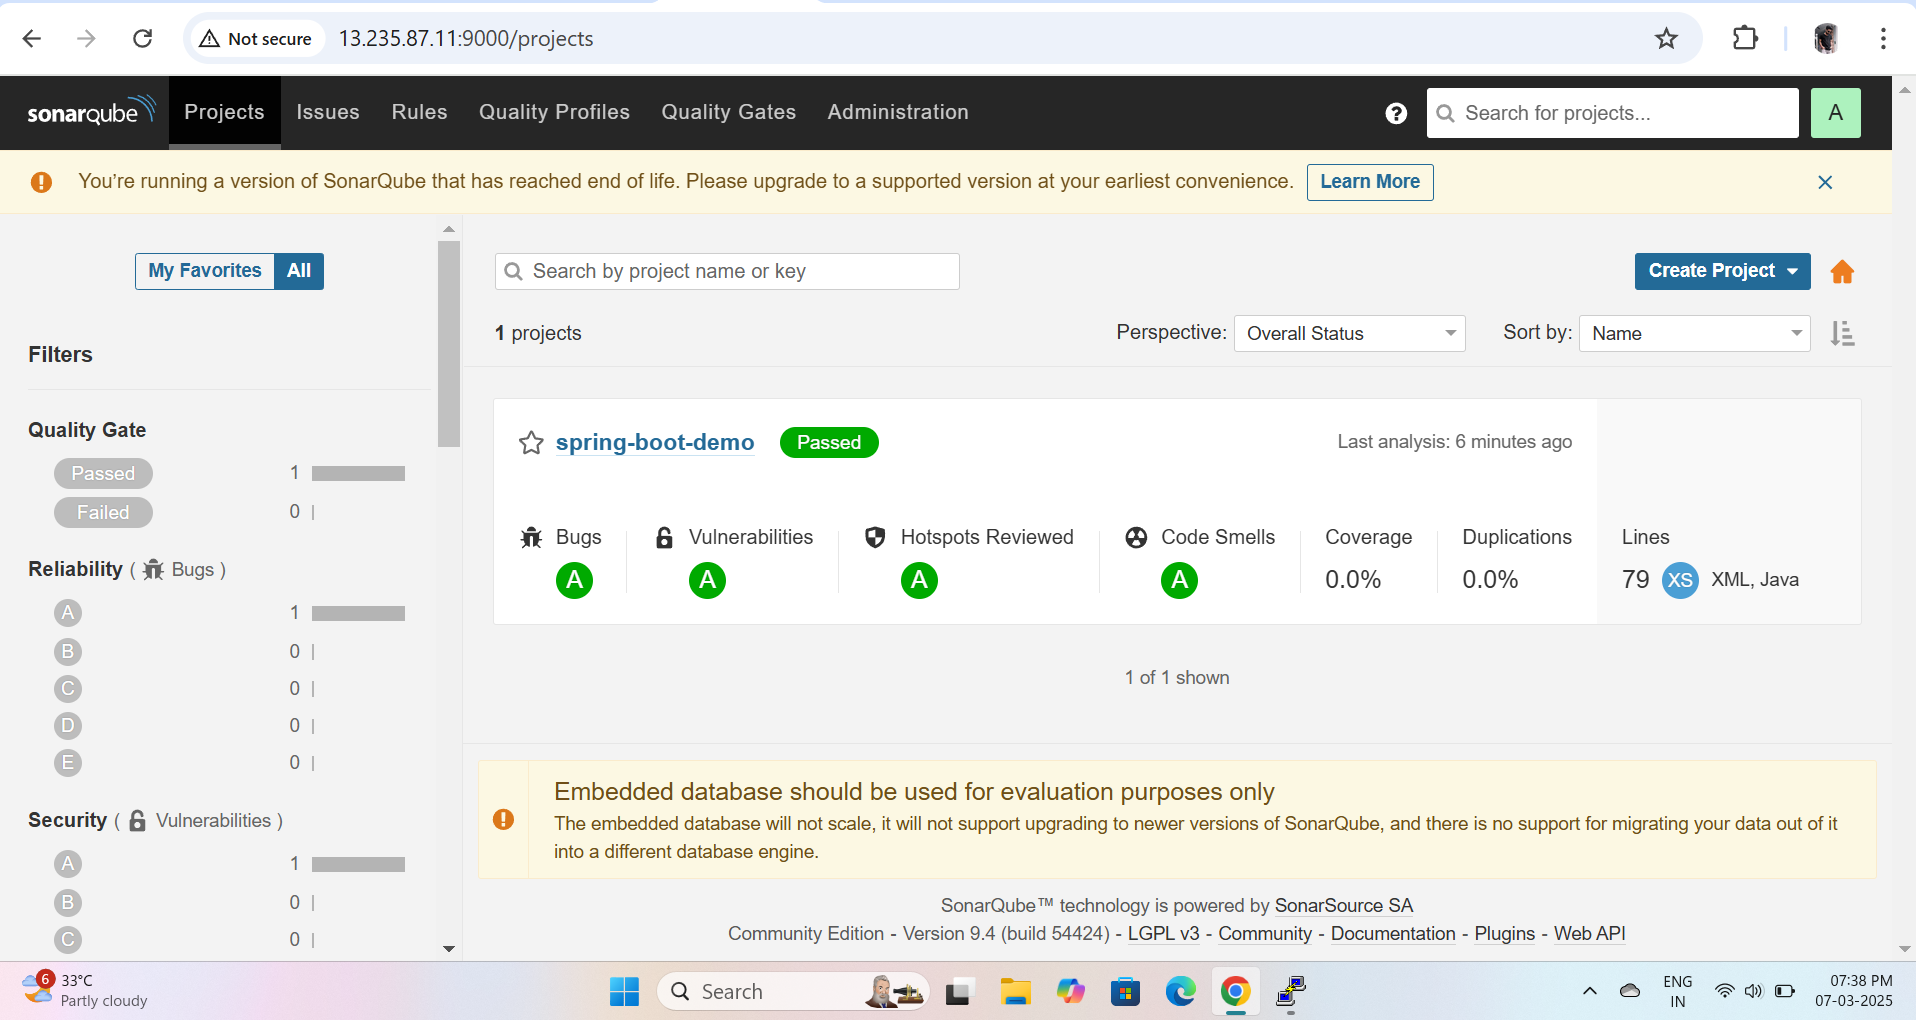 Not secure
13.235.87.11:9000/projects
sonarqube
Projects
Issues
Rules
Quality Profiles
Quality Gates
Administration
Search for projects...
A
You’re running a version of SonarQube that has reached end of life. Please upgrade to a supported version at your earliest convenience.
Learn More
My Favorites
All
Filters
Quality Gate
Passed 1
Failed 0
Reliability ( Bugs )
A 1
B 0
C 0
D 0
E 0
Security ( Vulnerabilities )
A 1
B 0
C 0
Search by project name or key
Create Project
1 projects
Perspective: Overall Status
Sort by: Name
spring-boot-demo
Passed
Last analysis: 6 minutes ago
Bugs
A
Vulnerabilities
A
Hotspots Reviewed
A
Code Smells
A
Coverage
0.0%
Duplications
0.0%
Lines
79 XS XML, Java
1 of 1 shown
Embedded database should be used for evaluation purposes only
The embedded database will not scale, it will not support upgrading to newer versions of SonarQube, and there is no support for migrating your data out of it
into a different database engine.
SonarQube™ technology is powered by SonarSource SA
Community Edition - Version 9.4 (build 54424) - LGPL v3 - Community - Documentation - Plugins - Web API
6
33°C
Partly cloudy
Search
ENG
IN
07:38 PM
07-03-2025